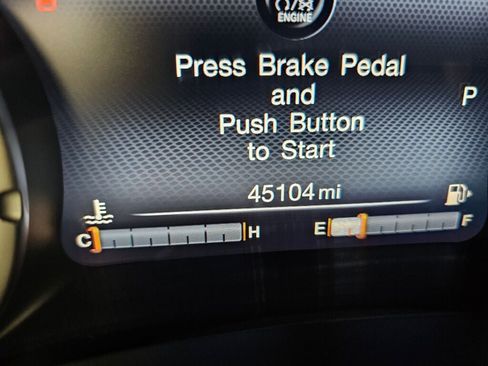 ENGINE
Press Brake Pedal
and
P
Push Button
to Start
45104 mi
C H E F